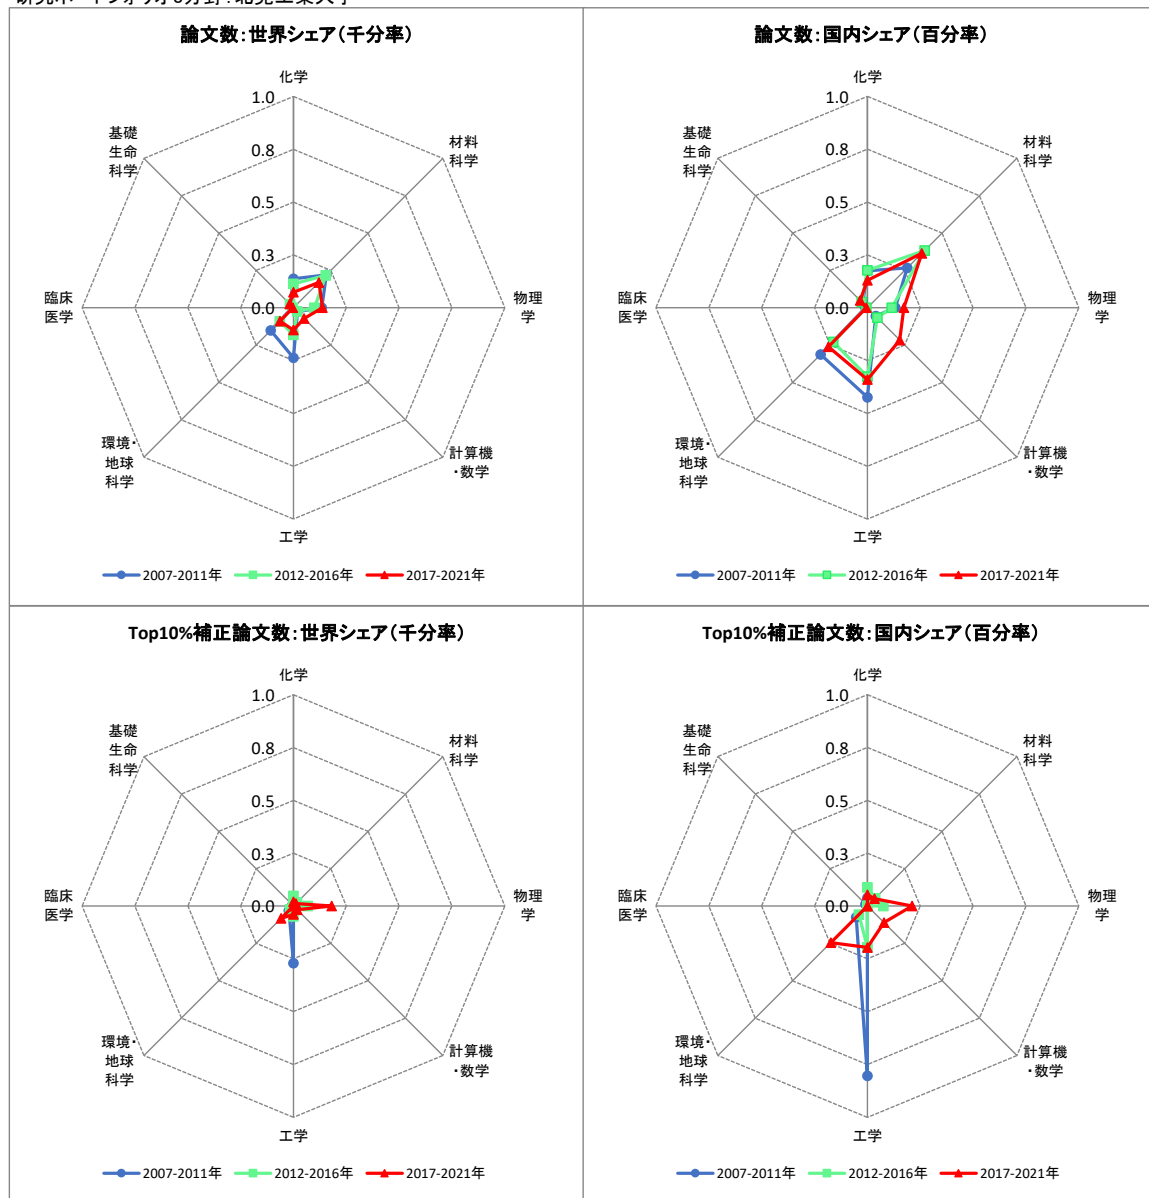 論文数:世界シェア(千分率)
化学
1.0
0.8
0.5
0.3
0.0
材料
科学
物理
学
計算機
・数学
工学
環境・
地球
科学
臨床
医学
基礎
生命
科学
2007-2011年 2012-2016年 2017-2021年
論文数:国内シェア(百分率)
化学
1.0
0.8
0.5
0.3
0.0
材料
科学
物理
学
計算機
・数学
工学
環境・
地球
科学
臨床
医学
基礎
生命
科学
2007-2011年 2012-2016年 2017-2021年
Top10%補正論文数:世界シェア(千分率)
化学
1.0
0.8
0.5
0.3
0.0
材料
科学
物理
学
計算機
・数学
工学
環境・
地球
科学
臨床
医学
基礎
生命
科学
2007-2011年 2012-2016年 2017-2021年
Top10%補正論文数:国内シェア(百分率)
化学
1.0
0.8
0.5
0.3
0.0
材料
科学
物理
学
計算機
・数学
工学
環境・
地球
科学
臨床
医学
基礎
生命
科学
2007-2011年 2012-2016年 2017-2021年